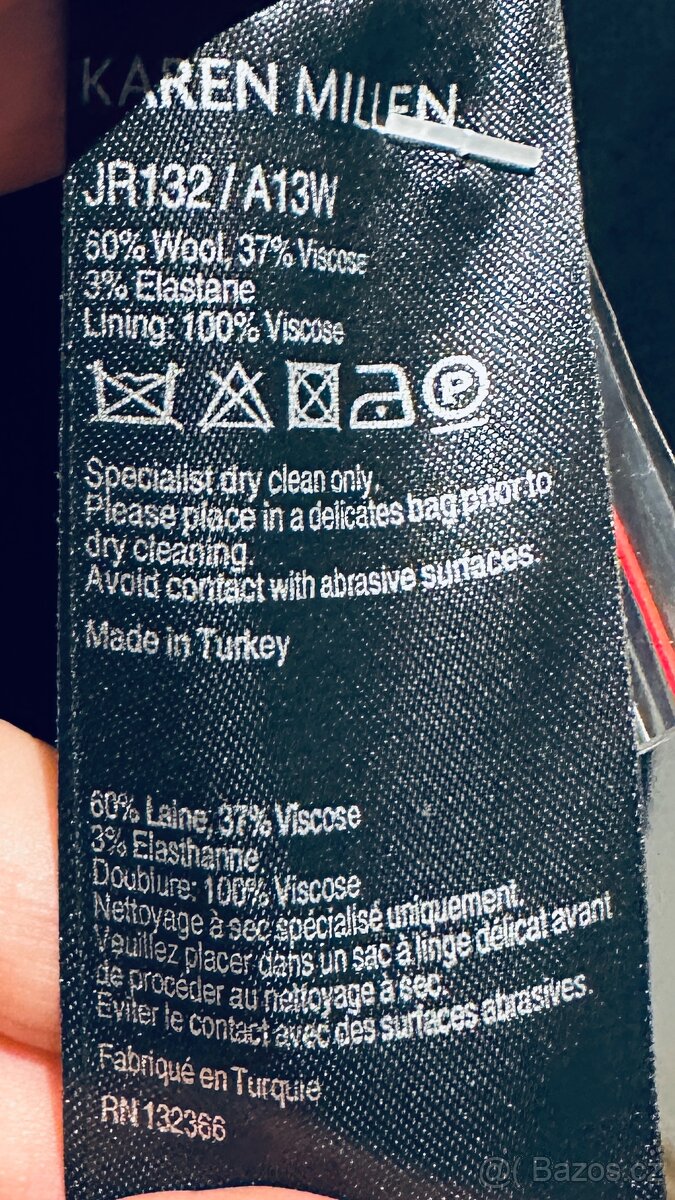 KAREN MILLEN
JR132 / A13W
60% Wool, 37% Viscose
3% Elastane
Lining: 100% Viscose
P
Specialist dry clean only.
Please place in a delicates bag prior to
dry cleaning.
Avoid contact with abrasive surfaces.
Made in Turkey
60% Laine, 37% Viscose
3% Elasthanne
Doublure: 100% Viscose
Nettoyage à sec spécialisé uniquement.
Veuillez placer dans un sac à linge délicat avant
de procéder au nettoyage à sec.
Eviter le contact avec des surfaces abrasives.
Fabriqué en Turquie
RN 132366
@( Bazos.cz